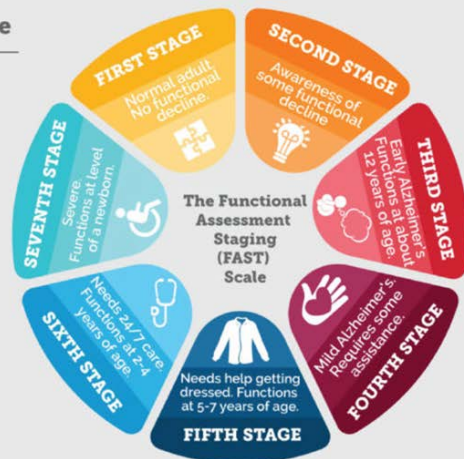 e
FIRST STAGE
Normal adult.
No functional
decline.
SECOND STAGE
Awareness of
some functional
decline
THIRD STAGE
Early Alzheimer's
Functions at about
12 years of age.
FOURTH STAGE
Mild Alzheimer's.
Requires some
assistance.
FIFTH STAGE
Needs help getting
dressed. Functions
at 5-7 years of age.
SIXTH STAGE
Needs 24/7 care.
Functions at 2-4
years of age.
SEVENTH STAGE
Severe.
Functions at level
of a newborn.
The Functional
Assessment
Staging
(FAST)
Scale